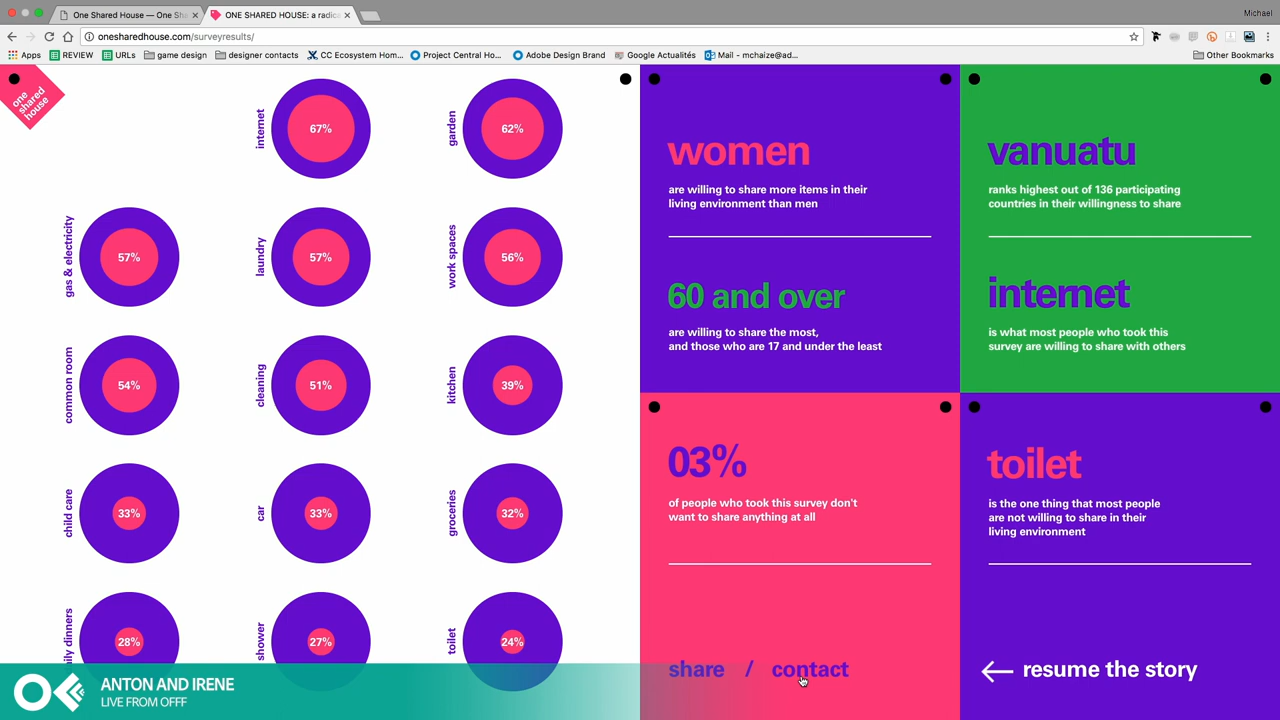 One Shared House — One Sh
ONE SHARED HOUSE: a radica
Michael
onesharedhouse.com/surveyresults/
Apps
REVIEW
URLs
game design
designer contacts
CC Ecosystem Hom...
Project Central Ho...
Adobe Design Brand
Google Actualités
Mail - mchaize@ad...
Other Bookmarks
one
shared
house
internet
67%
garden
62%
gas & electricity
57%
laundry
57%
work spaces
56%
common room
54%
cleaning
51%
kitchen
39%
child care
33%
car
33%
groceries
32%
ily dinners
28%
shower
27%
toilet
24%
women
are willing to share more items in their
living environment than men
60 and over
are willing to share the most,
and those who are 17 and under the least
vanuatu
ranks highest out of 136 participating
countries in their willingness to share
internet
is what most people who took this
survey are willing to share with others
03%
of people who took this survey don't
want to share anything at all
share / contact
toilet
is the one thing that most people
are not willing to share in their
living environment
← resume the story
ANTON AND IRENE
LIVE FROM OFFF